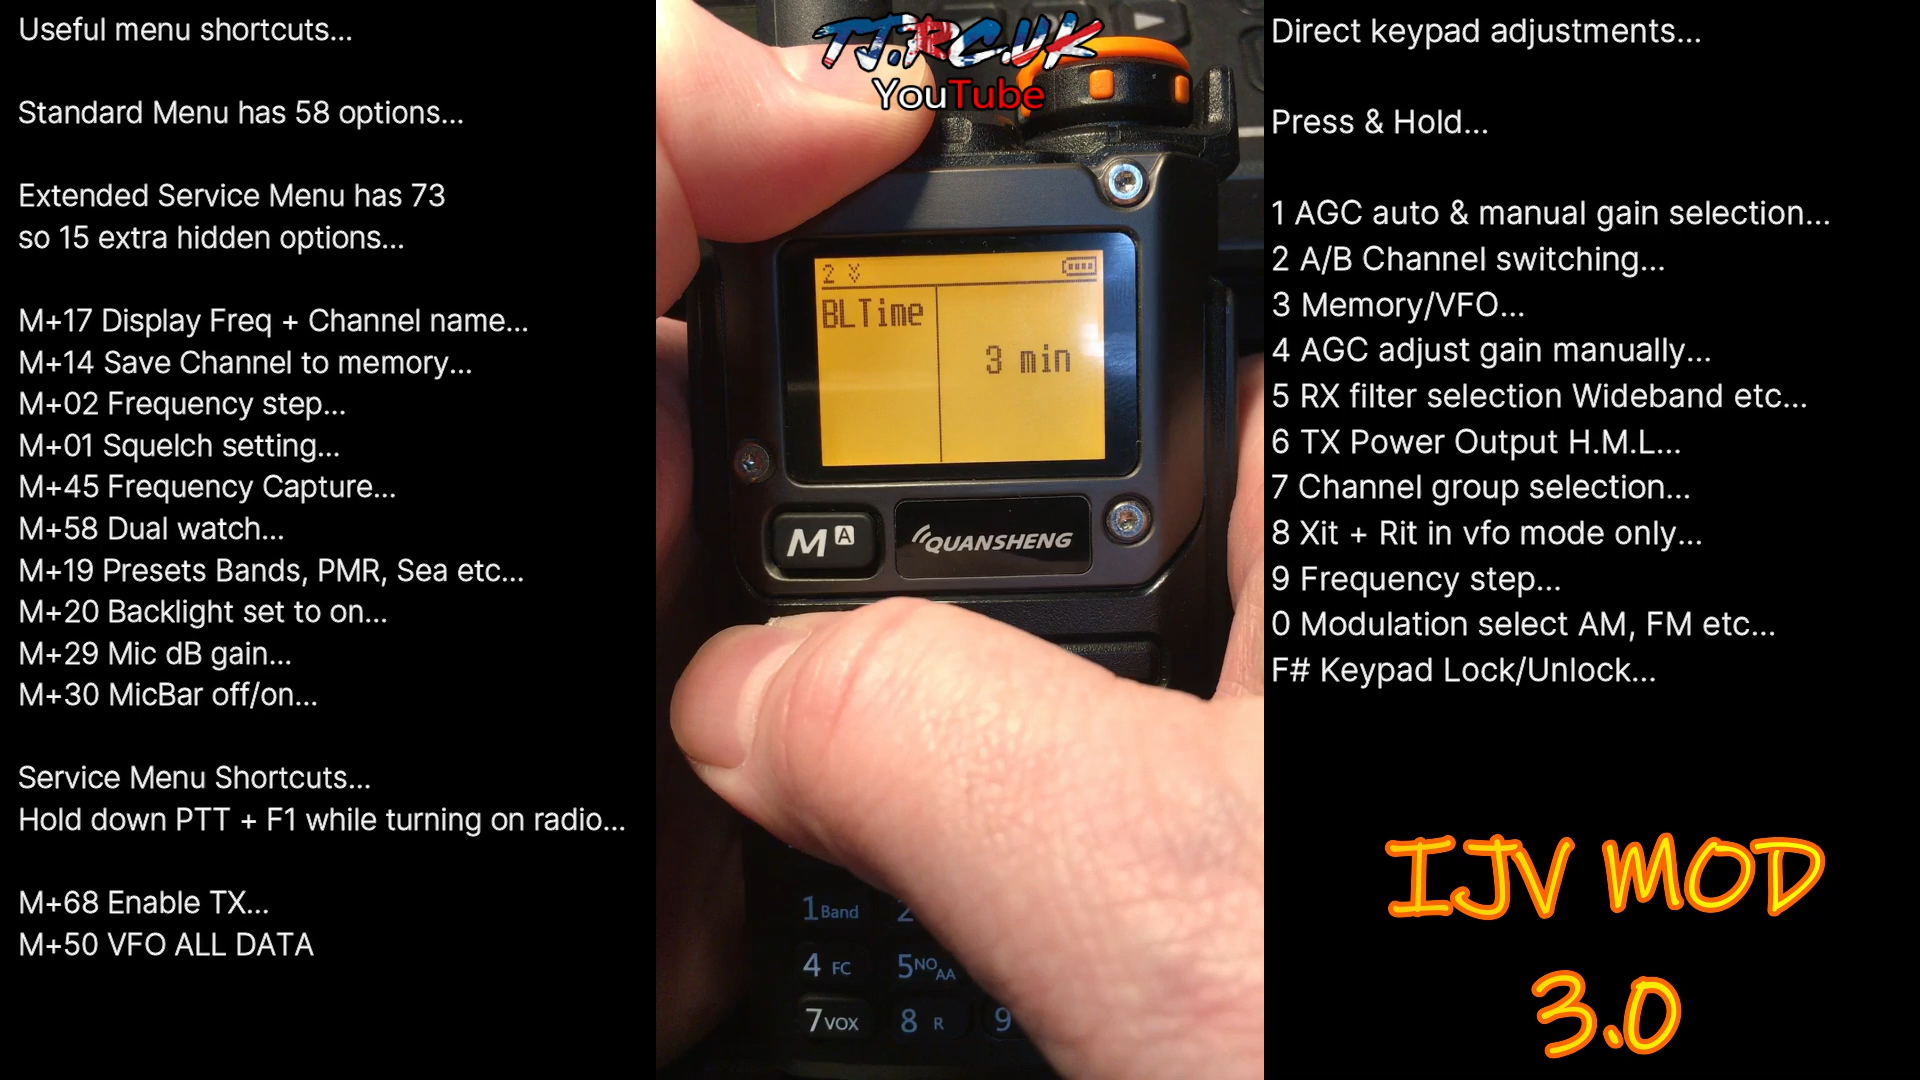 Useful menu shortcuts...
Standard Menu has 58 options...
Extended Service Menu has 73
so 15 extra hidden options...
M+17 Display Freq + Channel name...
M+14 Save Channel to memory...
M+02 Frequency step...
M+01 Squelch setting...
M+45 Frequency Capture...
M+58 Dual watch...
M+19 Presets Bands, PMR, Sea etc...
M+20 Backlight set to on...
M+29 Mic dB gain...
M+30 MicBar off/on...
Service Menu Shortcuts...
Hold down PTT + F1 while turning on radio...
M+68 Enable TX...
M+50 VFO ALL DATA
TJ.RC.UK
YouTube
2 V
BLTime
3 min
M A
QUANSHENG
1 Band 2
4 FC 5 NO AA
7 VOX 8 R 9
Direct keypad adjustments...
Press & Hold...
1 AGC auto & manual gain selection...
2 A/B Channel switching...
3 Memory/VFO...
4 AGC adjust gain manually...
5 RX filter selection Wideband etc...
6 TX Power Output H.M.L...
7 Channel group selection...
8 Xit + Rit in vfo mode only...
9 Frequency step...
0 Modulation select AM, FM etc...
F# Keypad Lock/Unlock...
IJV MOD
3.0